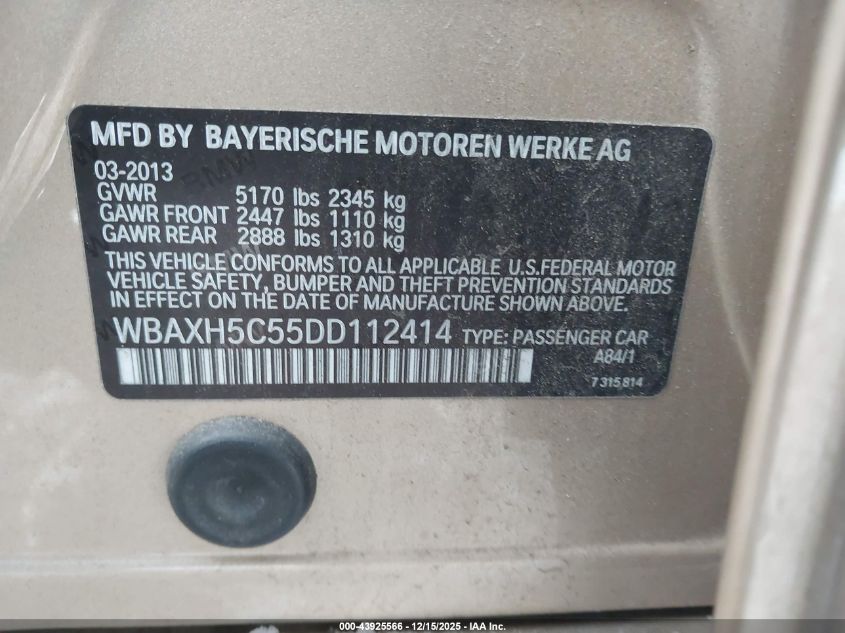 MFD BY BAYERISCHE MOTOREN WERKE AG
03-2013
GVWR 5170 lbs 2345 kg
GAWR FRONT 2447 lbs 1110 kg
GAWR REAR 2888 lbs 1310 kg
THIS VEHICLE CONFORMS TO ALL APPLICABLE U.S.FEDERAL MOTOR
VEHICLE SAFETY, BUMPER AND THEFT PREVENTION STANDARDS
IN EFFECT ON THE DATE OF MANUFACTURE SHOWN ABOVE.
WBAXH5C55DD112414 TYPE: PASSENGER CAR
A84/1
7 315 814
000-43925566 - 12/15/2025 - IAA Inc.